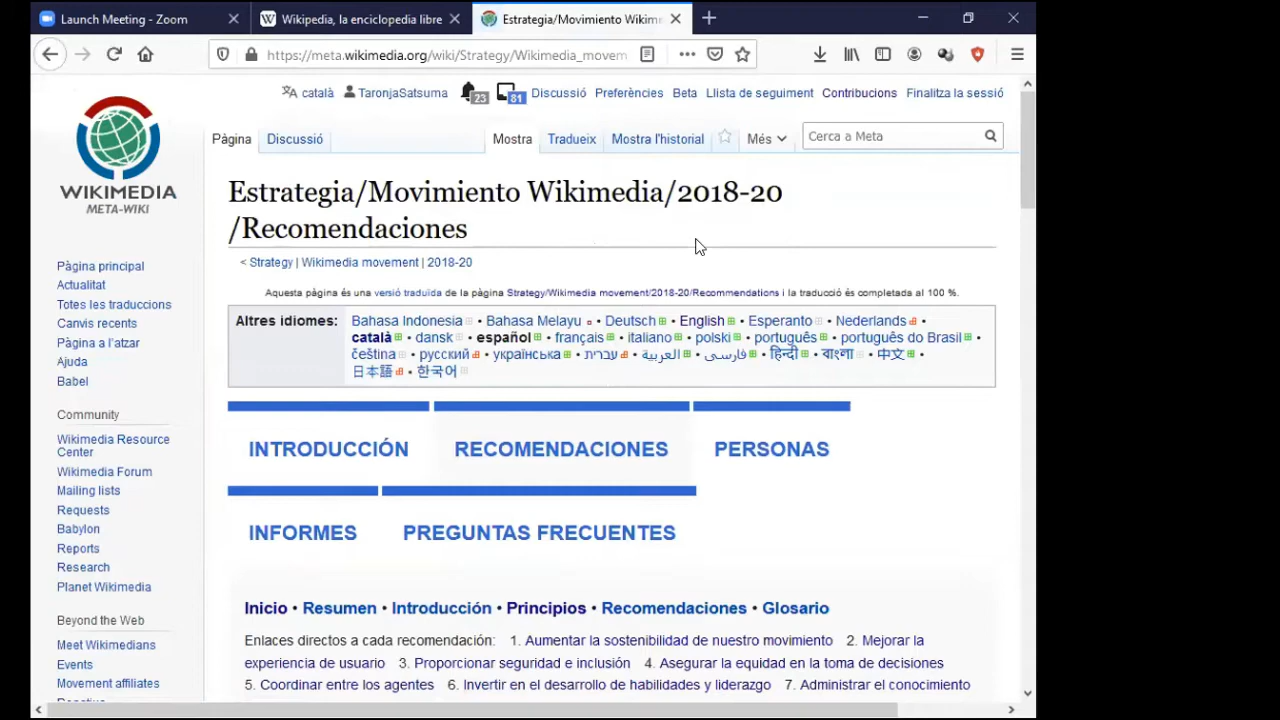 Launch Meeting - Zoom
Wikipedia, la enciclopedia libre
Estrategia/Movimiento Wikime
https://meta.wikimedia.org/wiki/Strategy/Wikimedia_movem
català TaronjaSatsuma 23 81 Discussió Preferències Beta Llista de seguiment Contribucions Finalitza la sessió
Pàgina Discussió Mostra Tradueix Mostra l'historial Més Cerca a Meta
WIKIMEDIA
META-WIKI
Estrategia/Movimiento Wikimedia/2018-20
/Recomendaciones
< Strategy | Wikimedia movement | 2018-20
Aquesta pàgina és una versió traduïda de la pàgina Strategy/Wikimedia movement/2018-20/Recommendations i la traducció és completada al 100 %.
Altres idiomes: Bahasa Indonesia • Bahasa Melayu • Deutsch • English • Esperanto • Nederlands •
català • dansk • español • français • italiano • polski • português • português do Brasil •
čeština • русский • українська • עברית • العربية • فارسی • हिन्दी • বাংলা • 中文 •
日本語 • 한국어
INTRODUCCIÓN RECOMENDACIONES PERSONAS
INFORMES PREGUNTAS FRECUENTES
Inicio • Resumen • Introducción • Principios • Recomendaciones • Glosario
Enlaces directos a cada recomendación: 1. Aumentar la sostenibilidad de nuestro movimiento 2. Mejorar la
experiencia de usuario 3. Proporcionar seguridad e inclusión 4. Asegurar la equidad en la toma de decisiones
5. Coordinar entre los agentes 6. Invertir en el desarrollo de habilidades y liderazgo 7. Administrar el conocimiento
Pàgina principal
Actualitat
Totes les traduccions
Canvis recents
Pàgina a l'atzar
Ajuda
Babel
Community
Wikimedia Resource
Center
Wikimedia Forum
Mailing lists
Requests
Babylon
Reports
Research
Planet Wikimedia
Beyond the Web
Meet Wikimedians
Events
Movement affiliates